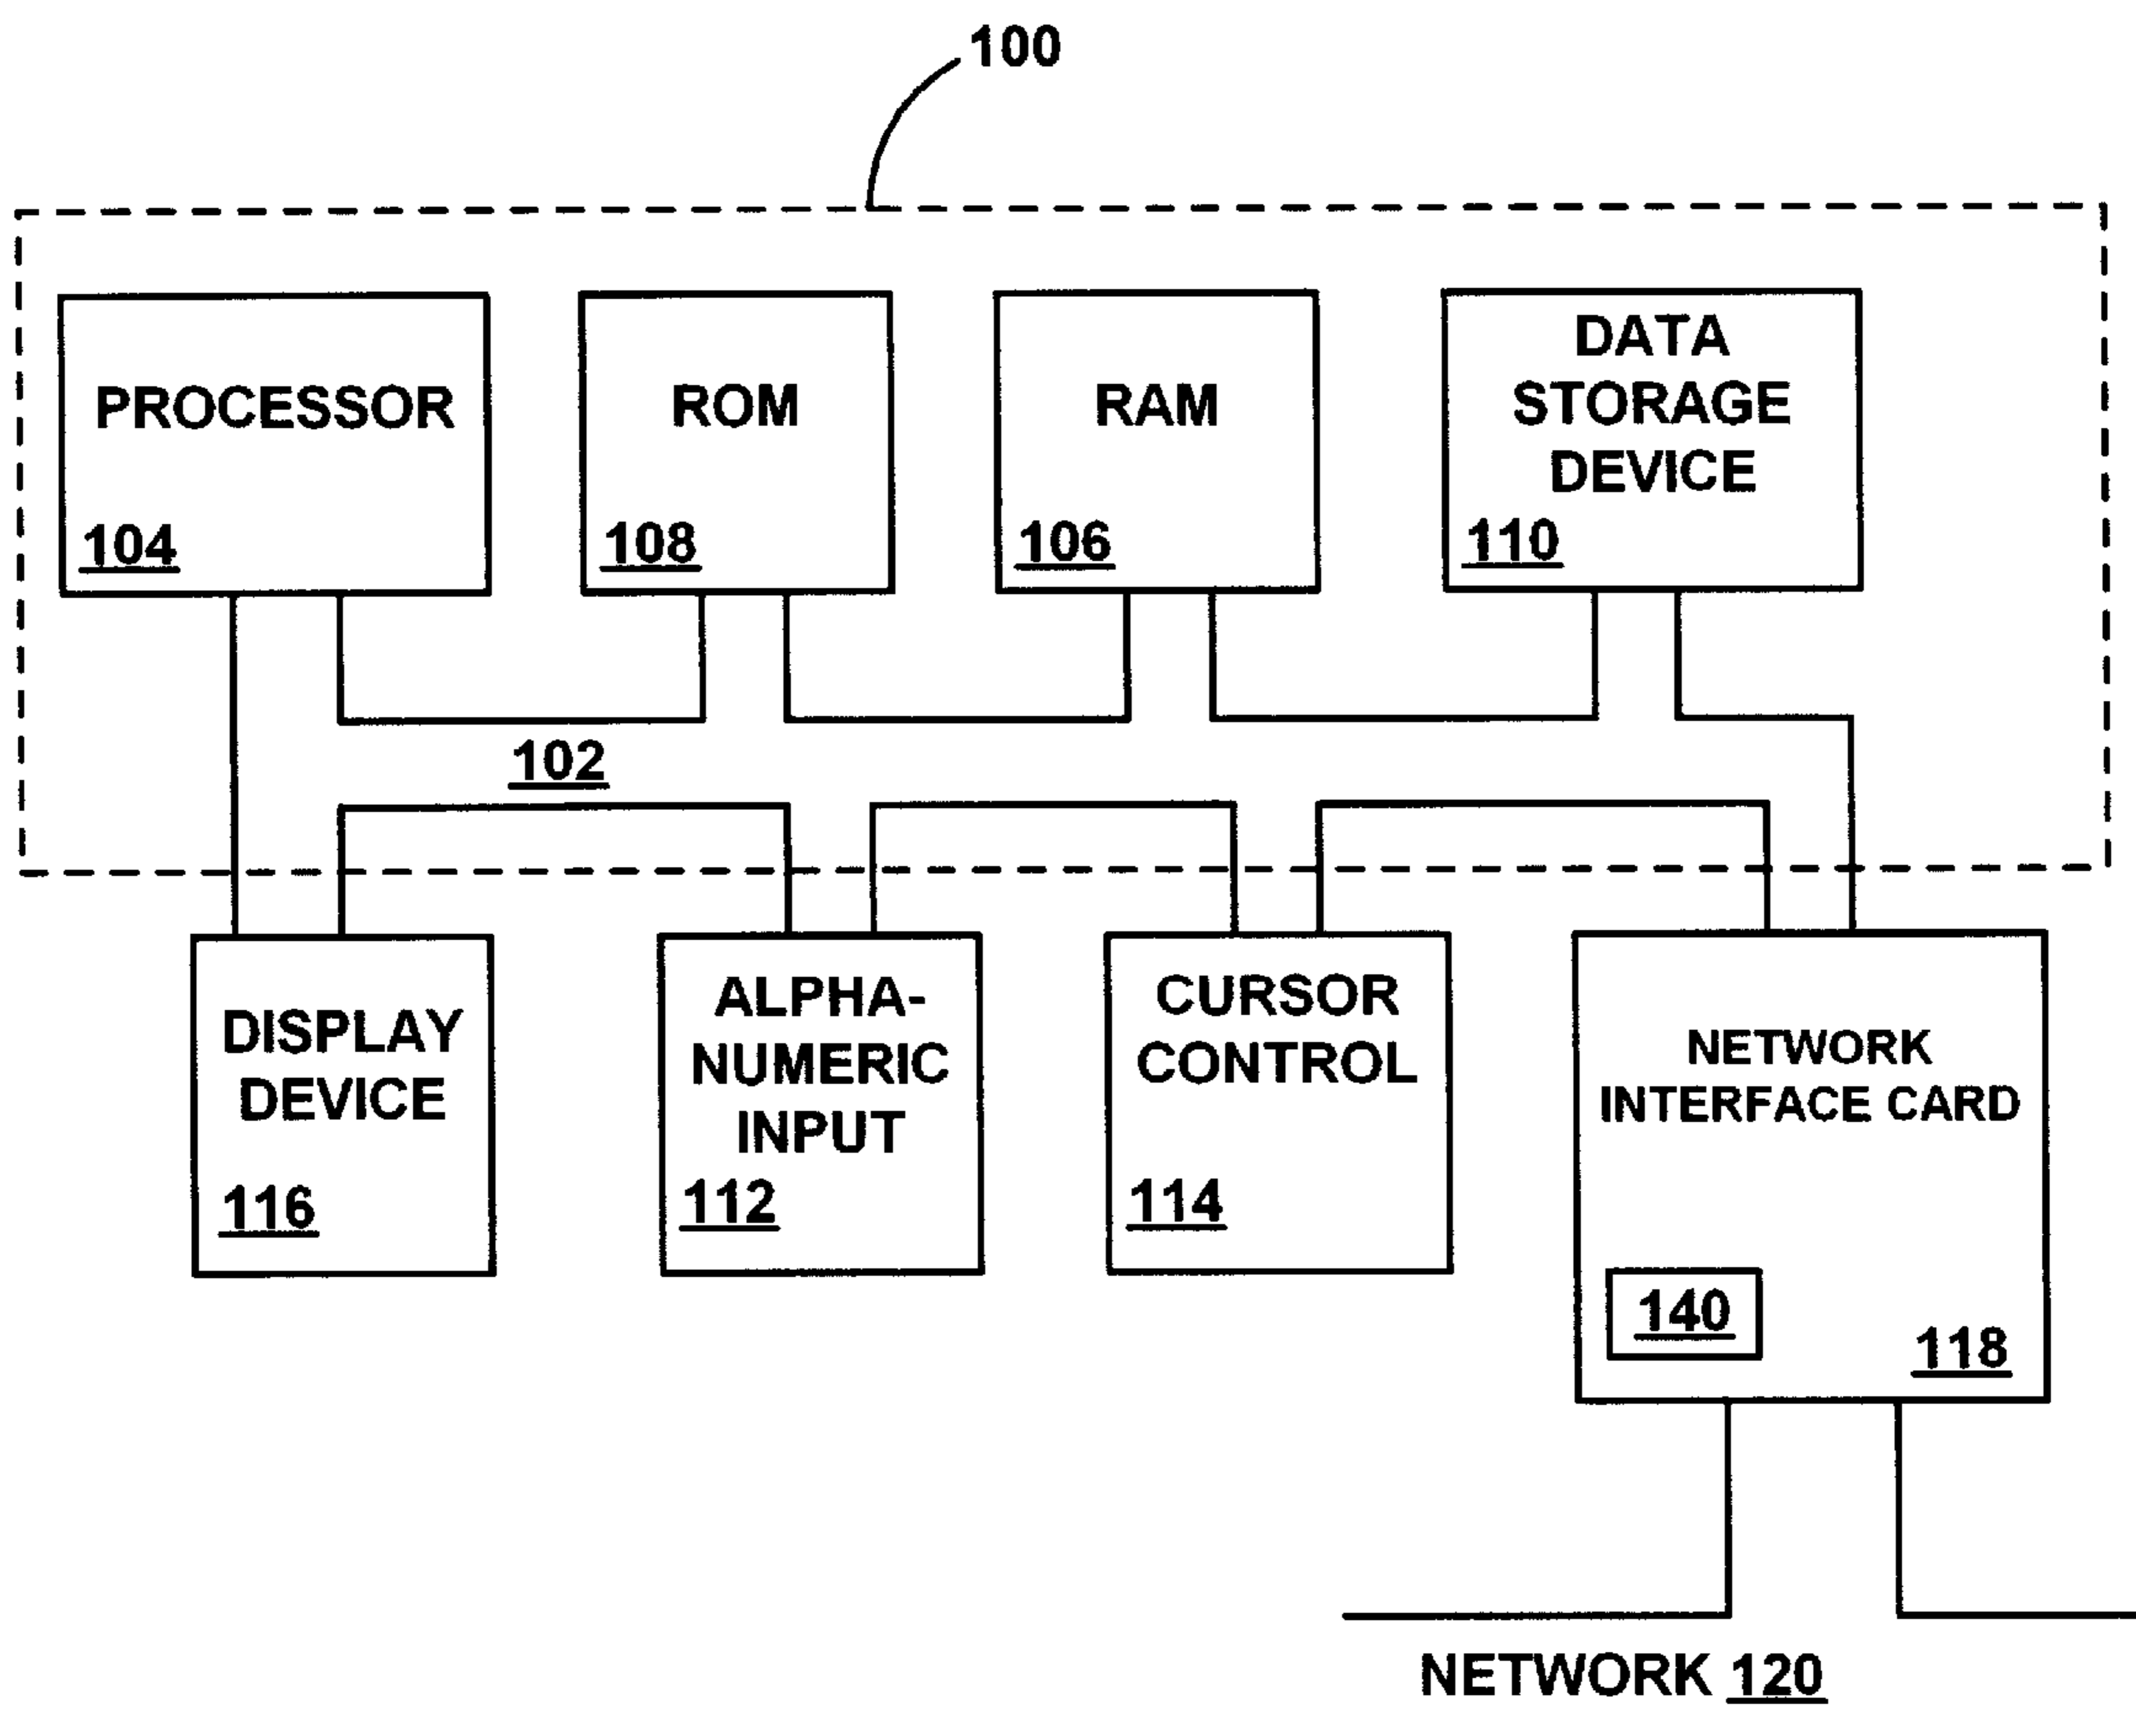 100
PROCESSOR
104
ROM
108
RAM
106
DATA
STORAGE
DEVICE
110
102
DISPLAY
DEVICE
116
ALPHA-
NUMERIC
INPUT
112
CURSOR
CONTROL
114
NETWORK
INTERFACE CARD
140
118
NETWORK 120